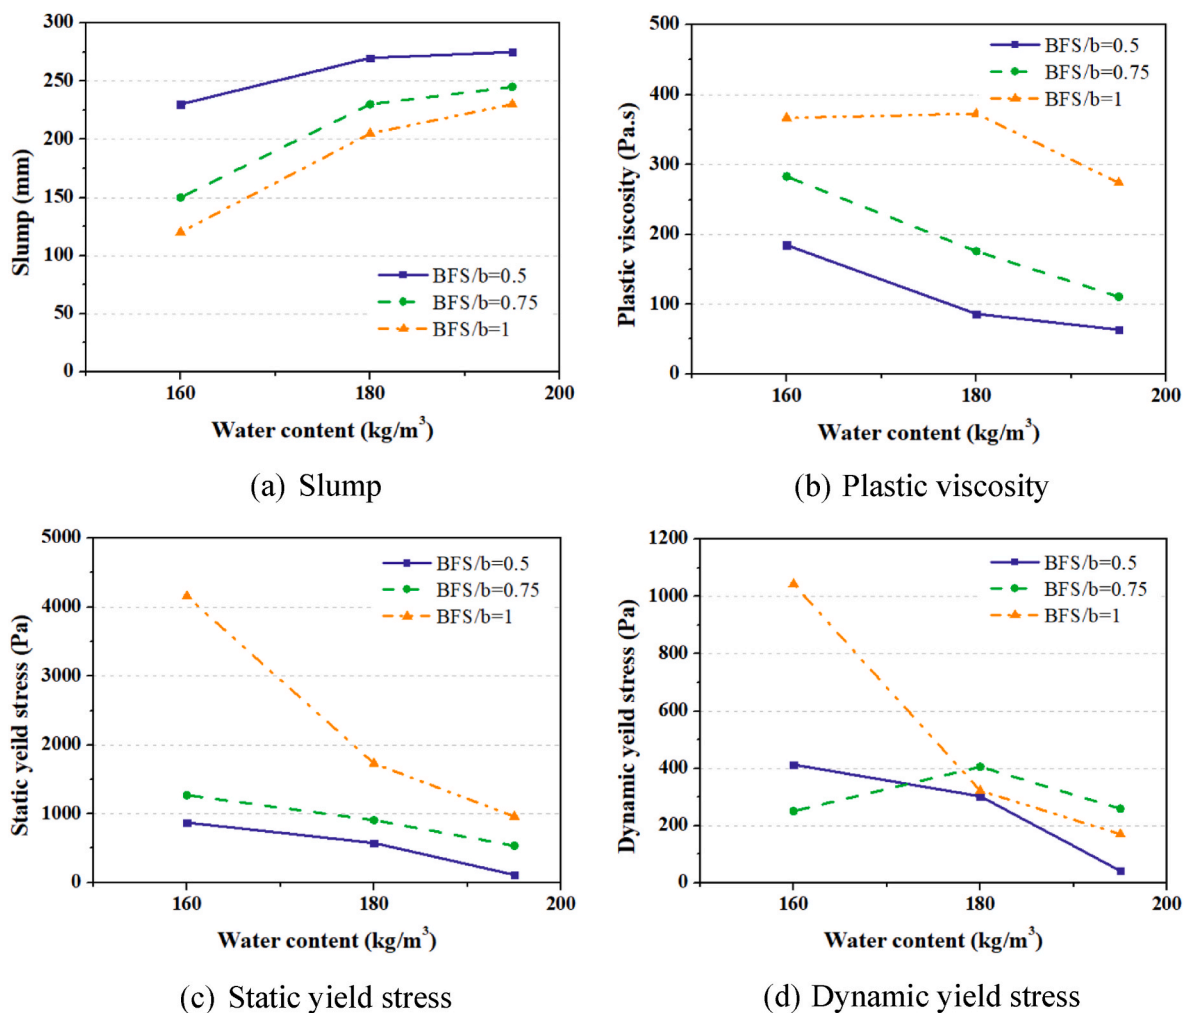 300
250
200
150
100
50
0
Slump (mm)
BFS/b=0.5
BFS/b=0.75
BFS/b=1
160
180
200
Water content (kg/m³)
(a) Slump
500
400
300
200
100
0
Plastic viscosity (Pa.s)
BFS/b=0.5
BFS/b=0.75
BFS/b=1
160
180
200
Water content (kg/m³)
(b) Plastic viscosity
5000
4000
3000
2000
1000
0
Static yeild stress (Pa)
BFS/b=0.5
BFS/b=0.75
BFS/b=1
160
180
200
Water content (kg/m³)
(c) Static yield stress
1200
1000
800
600
400
200
0
Dynamic yeild stress (Pa)
BFS/b=0.5
BFS/b=0.75
BFS/b=1
160
180
200
Water content (kg/m³)
(d) Dynamic yield stress